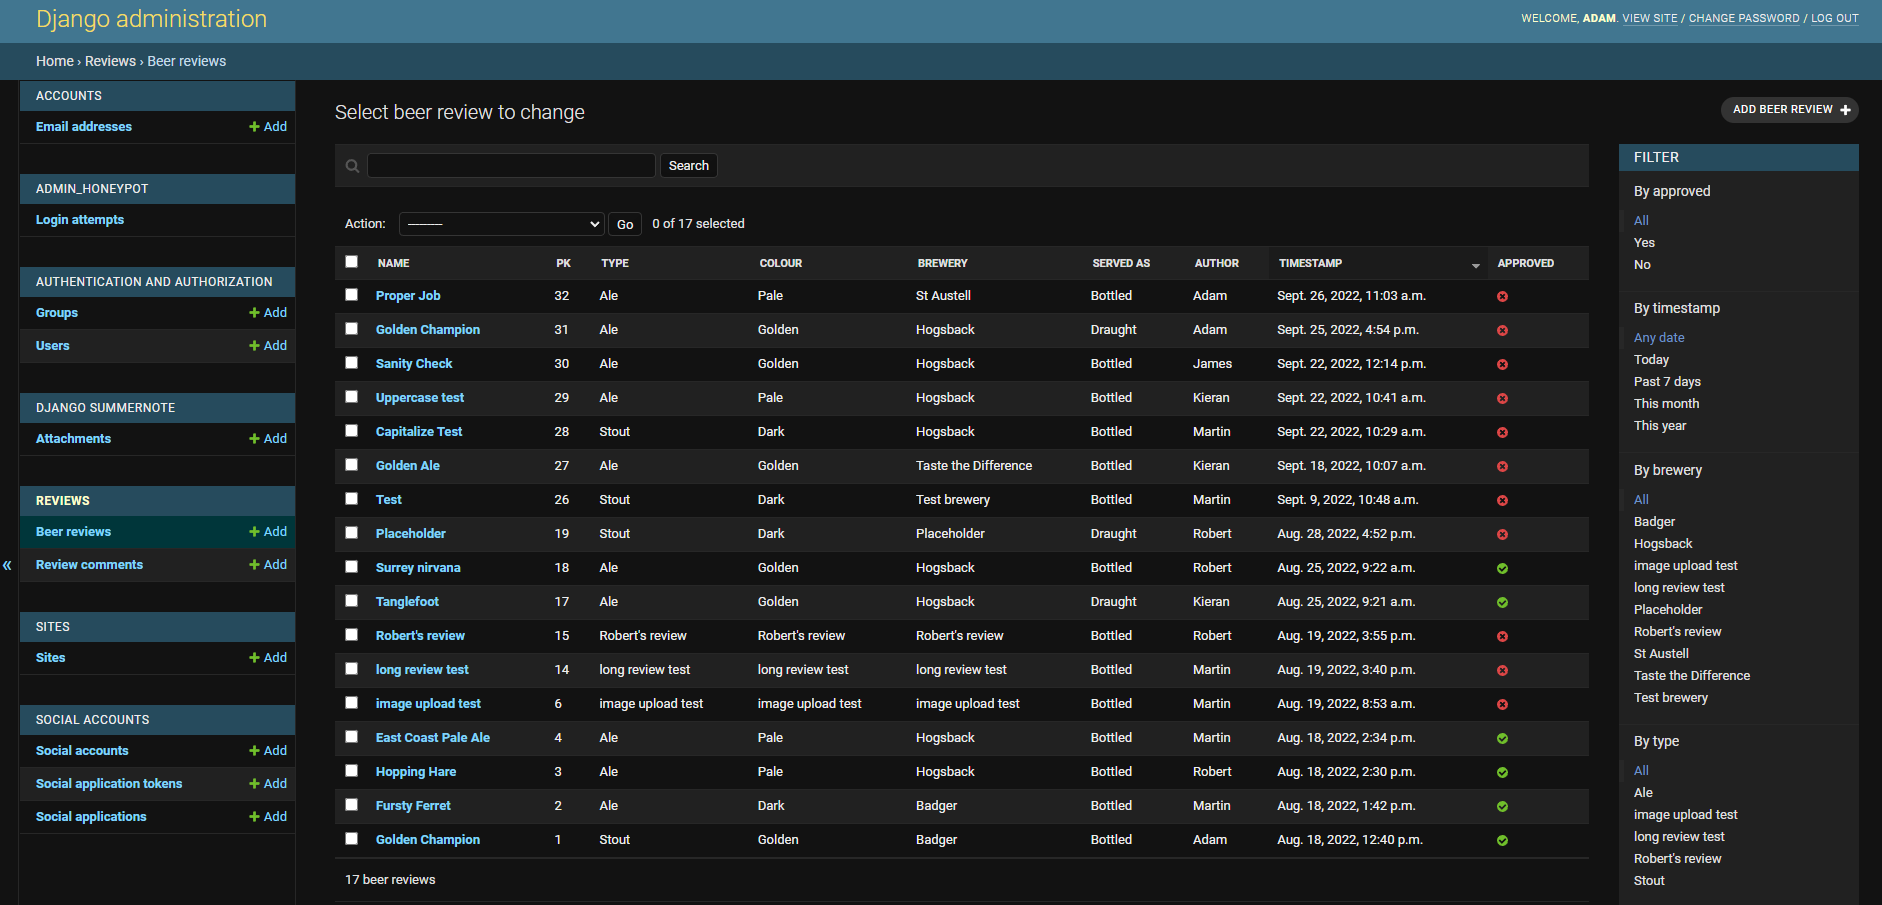 Django administration
WELCOME, ADAM. VIEW SITE / CHANGE PASSWORD / LOG OUT
Home › Reviews › Beer reviews
ACCOUNTS
Email addresses + Add
ADMIN_HONEYPOT
Login attempts
AUTHENTICATION AND AUTHORIZATION
Groups + Add
Users + Add
DJANGO SUMMERNOTE
Attachments + Add
REVIEWS
Beer reviews + Add
Review comments + Add
SITES
Sites + Add
SOCIAL ACCOUNTS
Social accounts + Add
Social application tokens + Add
Social applications + Add
«
Select beer review to change
ADD BEER REVIEW +
Search
Action: --------- Go 0 of 17 selected
NAME PK TYPE COLOUR BREWERY SERVED AS AUTHOR TIMESTAMP APPROVED
Proper Job 32 Ale Pale St Austell Bottled Adam Sept. 26, 2022, 11:03 a.m.
Golden Champion 31 Ale Golden Hogsback Draught Adam Sept. 25, 2022, 4:54 p.m.
Sanity Check 30 Ale Golden Hogsback Bottled James Sept. 22, 2022, 12:14 p.m.
Uppercase test 29 Ale Pale Hogsback Bottled Kieran Sept. 22, 2022, 10:41 a.m.
Capitalize Test 28 Stout Dark Hogsback Bottled Martin Sept. 22, 2022, 10:29 a.m.
Golden Ale 27 Ale Golden Taste the Difference Bottled Kieran Sept. 18, 2022, 10:07 a.m.
Test 26 Stout Dark Test brewery Bottled Martin Sept. 9, 2022, 10:48 a.m.
Placeholder 19 Stout Dark Placeholder Draught Robert Aug. 28, 2022, 4:52 p.m.
Surrey nirvana 18 Ale Golden Hogsback Bottled Robert Aug. 25, 2022, 9:22 a.m.
Tanglefoot 17 Ale Golden Hogsback Draught Kieran Aug. 25, 2022, 9:21 a.m.
Robert's review 15 Robert's review Robert's review Robert's review Bottled Robert Aug. 19, 2022, 3:55 p.m.
long review test 14 long review test long review test long review test Bottled Martin Aug. 19, 2022, 3:40 p.m.
image upload test 6 image upload test image upload test image upload test Bottled Martin Aug. 19, 2022, 8:53 a.m.
East Coast Pale Ale 4 Ale Pale Hogsback Bottled Martin Aug. 18, 2022, 2:34 p.m.
Hopping Hare 3 Ale Pale Hogsback Bottled Robert Aug. 18, 2022, 2:30 p.m.
Fursty Ferret 2 Ale Dark Badger Bottled Martin Aug. 18, 2022, 1:42 p.m.
Golden Champion 1 Stout Golden Badger Bottled Adam Aug. 18, 2022, 12:40 p.m.
17 beer reviews
FILTER
By approved
All
Yes
No
By timestamp
Any date
Today
Past 7 days
This month
This year
By brewery
All
Badger
Hogsback
image upload test
long review test
Placeholder
Robert's review
St Austell
Taste the Difference
Test brewery
By type
All
Ale
image upload test
long review test
Robert's review
Stout